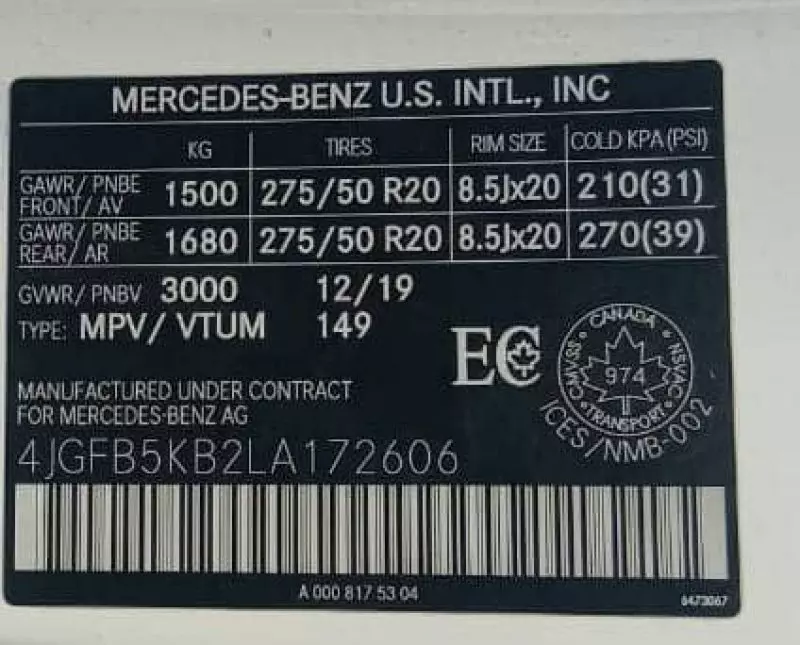 MERCEDES-BENZ U.S. INTL., INC
KG TIRES RIM SIZE COLD KPA (PSI)
GAWR/ PNBE
FRONT/ AV 1500 275/50 R20 8.5Jx20 210(31)
GAWR/ PNBE
REAR/ AR 1680 275/50 R20 8.5Jx20 270(39)
GVWR/ PNBV 3000 12/19
TYPE: MPV/ VTUM 149
EC
CANADA
CMVSS 974 NSVAC
TRANSPORT
ICES/NMB-002
MANUFACTURED UNDER CONTRACT
FOR MERCEDES-BENZ AG
4JGFB5KB2LA172606
A 000 817 53 04
6473067